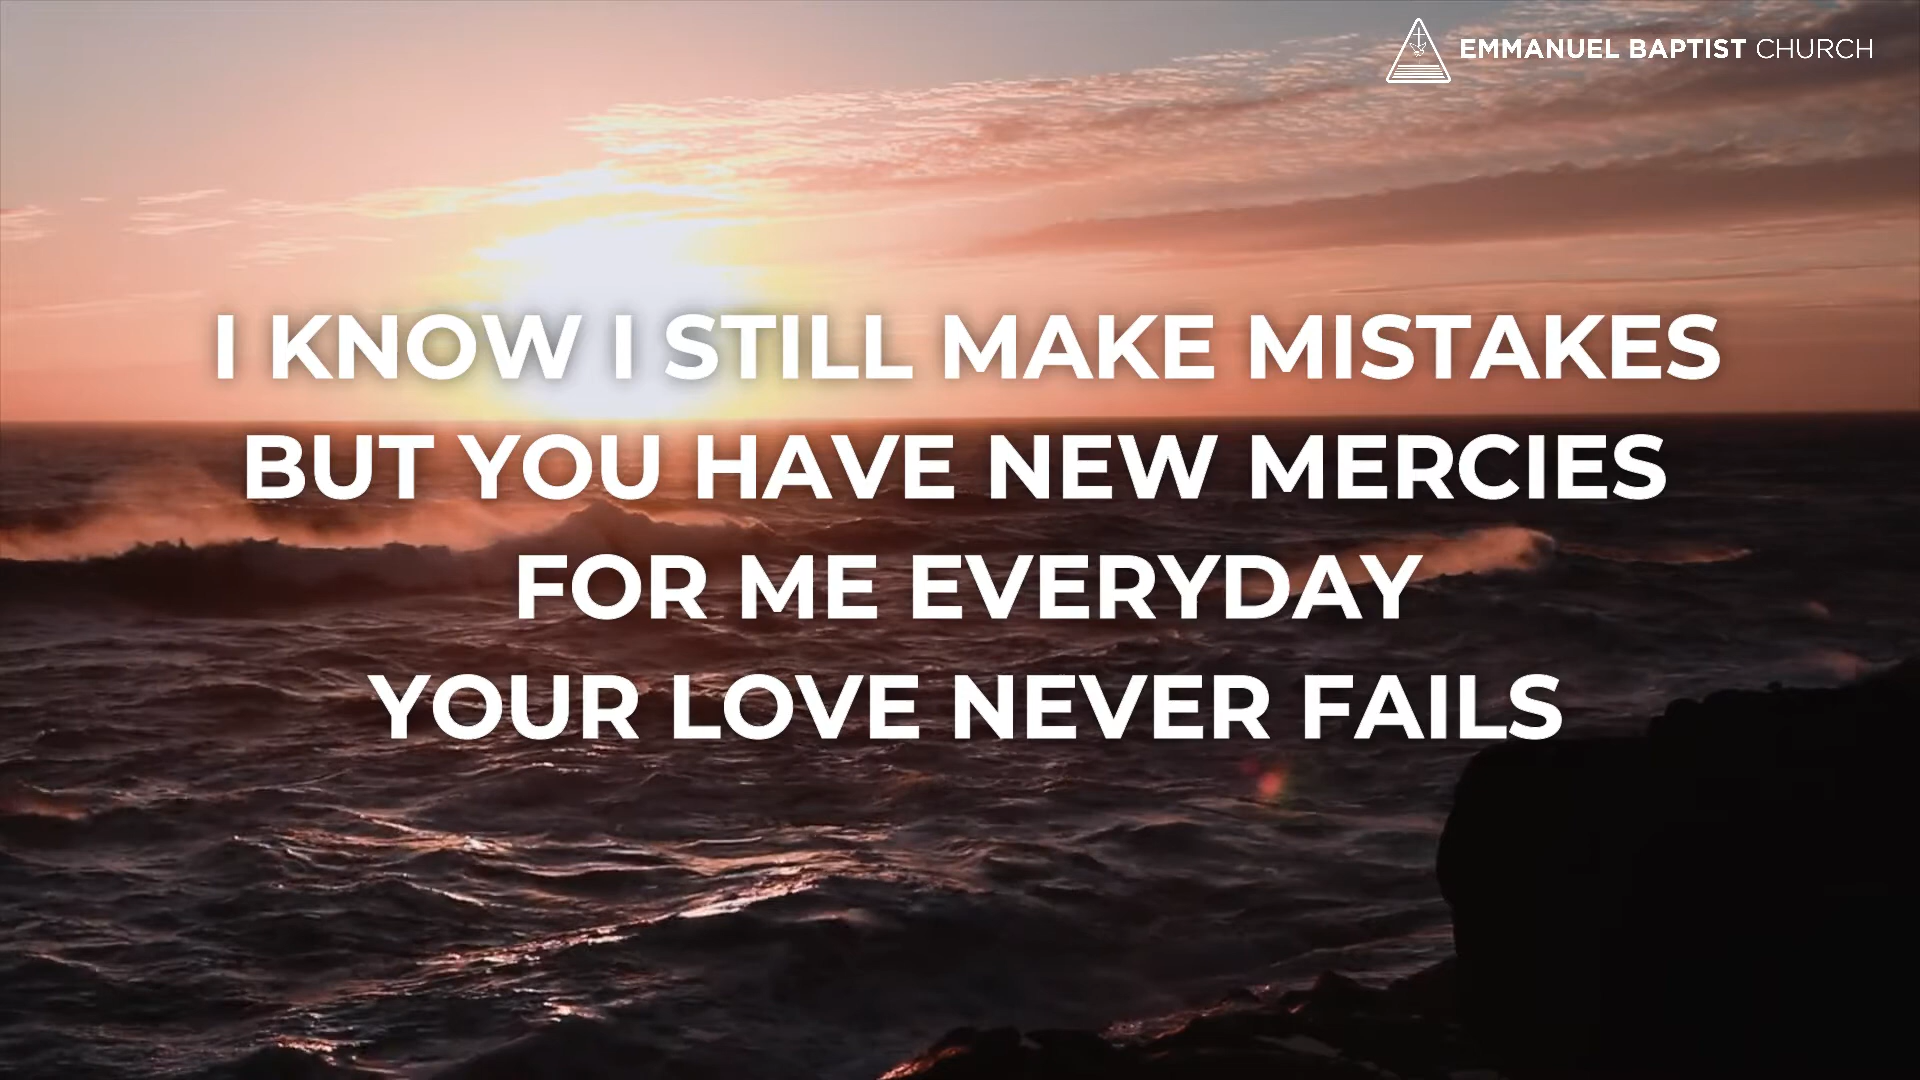 EMMANUEL BAPTIST CHURCH
I KNOW I STILL MAKE MISTAKES
BUT YOU HAVE NEW MERCIES
FOR ME EVERYDAY
YOUR LOVE NEVER FAILS